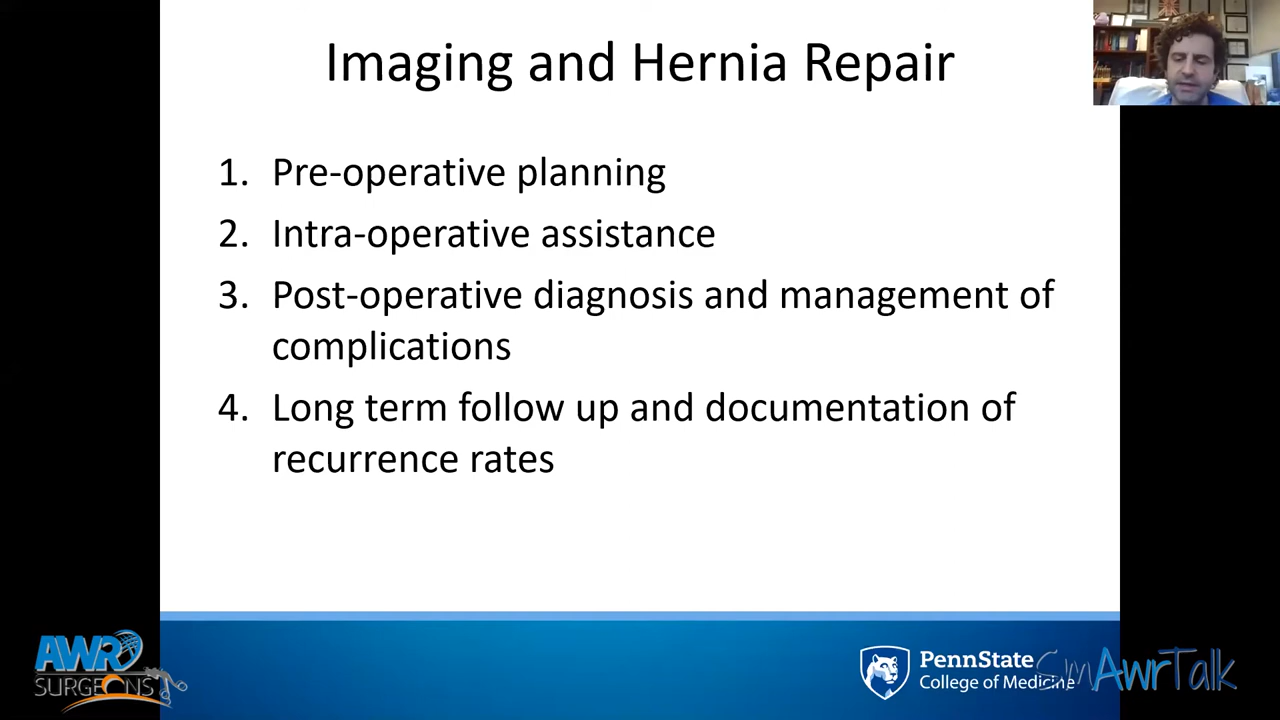 Imaging and Hernia Repair
1. Pre-operative planning
2. Intra-operative assistance
3. Post-operative diagnosis and management of
complications
4. Long term follow up and documentation of
recurrence rates
AWR
SURGEONS
PennState
College of Medicine
SmAwrTalk